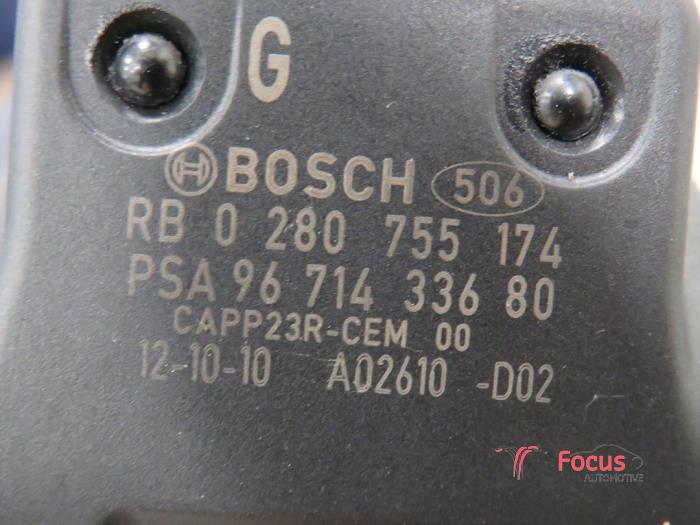 G
BOSCH 506
RB 0 280 755 174
PSA 96 714 336 80
CAPP23R-CEM 00
12-10-10 A02610 -D02
Focus
AUTOMOTIVE